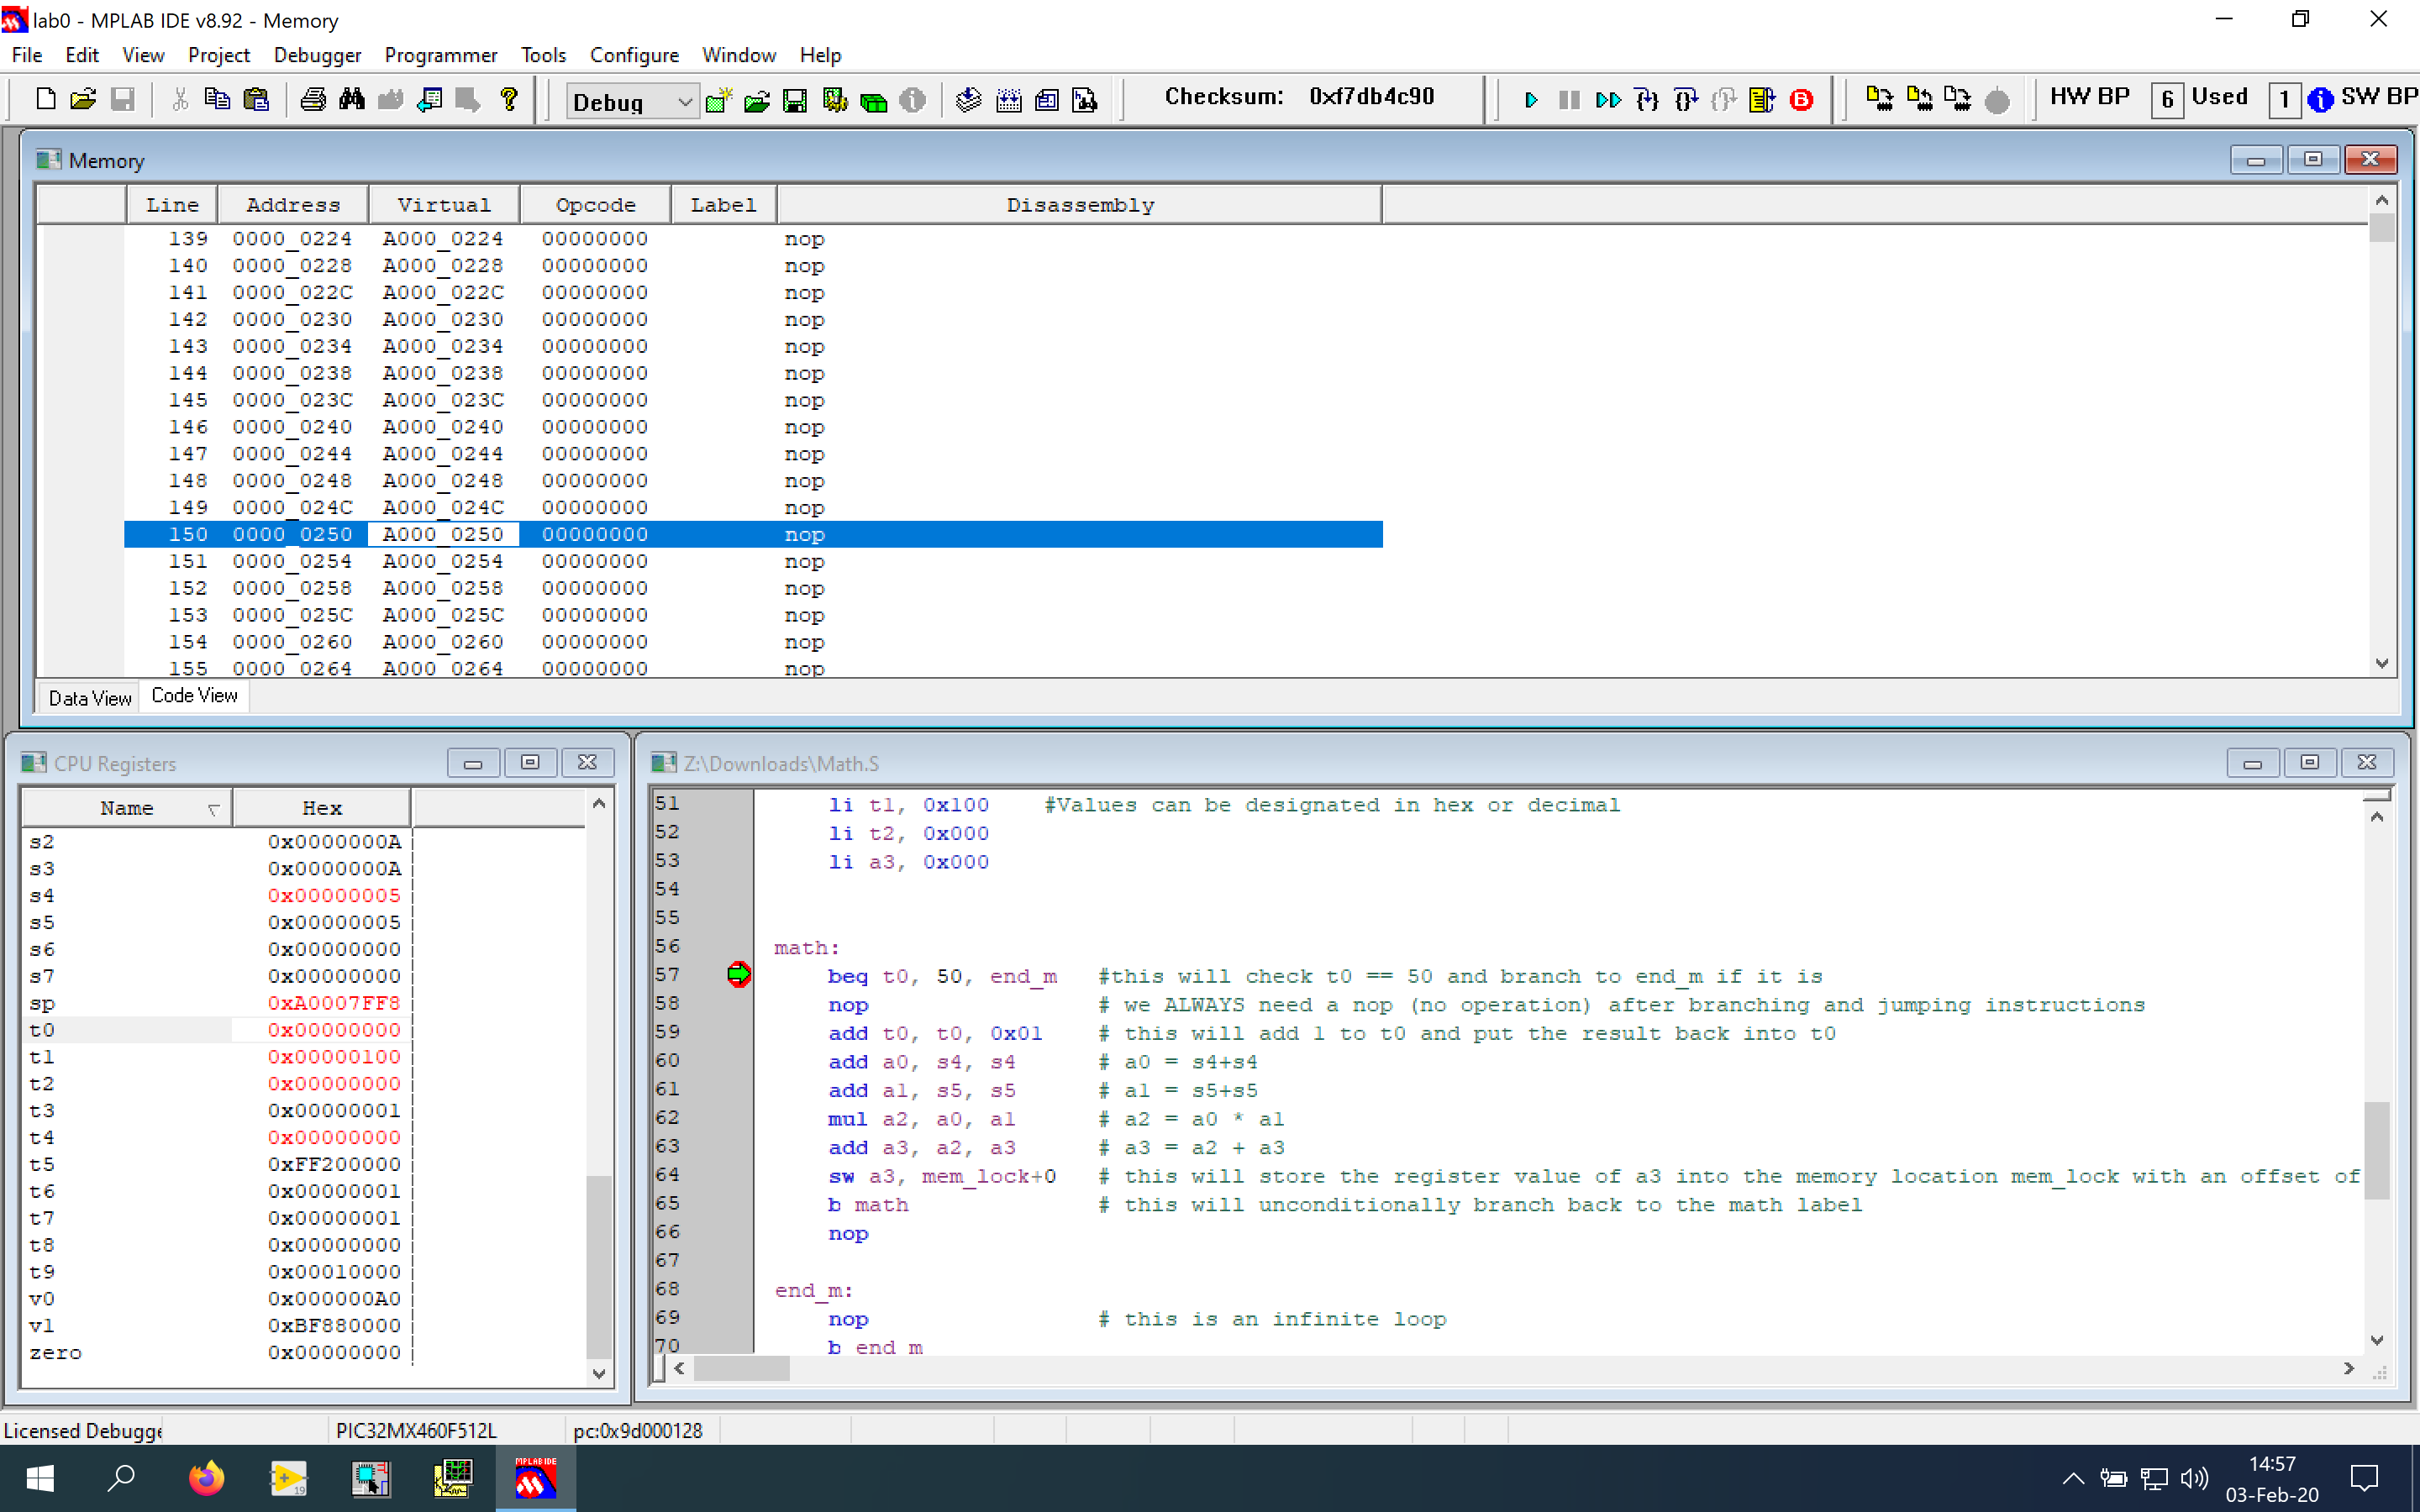 lab0 - MPLAB IDE v8.92 - Memory
File Edit View Project Debugger Programmer Tools Configure Window Help
Debug Checksum: 0xf7db4c90 HW BP 6 Used 1 SW BP
Memory
Line Address Virtual Opcode Label Disassembly
139 0000_0224 A000_0224 00000000 nop
140 0000_0228 A000_0228 00000000 nop
141 0000_022C A000_022C 00000000 nop
142 0000_0230 A000_0230 00000000 nop
143 0000_0234 A000_0234 00000000 nop
144 0000_0238 A000_0238 00000000 nop
145 0000_023C A000_023C 00000000 nop
146 0000_0240 A000_0240 00000000 nop
147 0000_0244 A000_0244 00000000 nop
148 0000_0248 A000_0248 00000000 nop
149 0000_024C A000_024C 00000000 nop
150 0000_0250 A000_0250 00000000 nop
151 0000_0254 A000_0254 00000000 nop
152 0000_0258 A000_0258 00000000 nop
153 0000_025C A000_025C 00000000 nop
154 0000_0260 A000_0260 00000000 nop
155 0000_0264 A000_0264 00000000 nop
Data View Code View
CPU Registers
Name Hex
s2 0x0000000A
s3 0x0000000A
s4 0x00000005
s5 0x00000005
s6 0x00000000
s7 0x00000000
sp 0xA0007FF8
t0 0x00000000
t1 0x00000100
t2 0x00000000
t3 0x00000001
t4 0x00000000
t5 0xFF200000
t6 0x00000001
t7 0x00000001
t8 0x00000000
t9 0x00010000
v0 0x000000A0
v1 0xBF880000
zero 0x00000000
Z:\Downloads\Math.S
51 li t1, 0x100 #Values can be designated in hex or decimal
52 li t2, 0x000
53 li a3, 0x000
54
55
56 math:
57 beq t0, 50, end_m #this will check t0 == 50 and branch to end_m if it is
58 nop # we ALWAYS need a nop (no operation) after branching and jumping instructions
59 add t0, t0, 0x01 # this will add 1 to t0 and put the result back into t0
60 add a0, s4, s4 # a0 = s4+s4
61 add a1, s5, s5 # a1 = s5+s5
62 mul a2, a0, a1 # a2 = a0 * a1
63 add a3, a2, a3 # a3 = a2 + a3
64 sw a3, mem_lock+0 # this will store the register value of a3 into the memory location mem_lock with an offset of
65 b math # this will unconditionally branch back to the math label
66 nop
67
68 end_m:
69 nop # this is an infinite loop
70 b end_m
Licensed Debugge PIC32MX460F512L pc:0x9d000128
19
MPLAB IDE
14:57
03-Feb-20